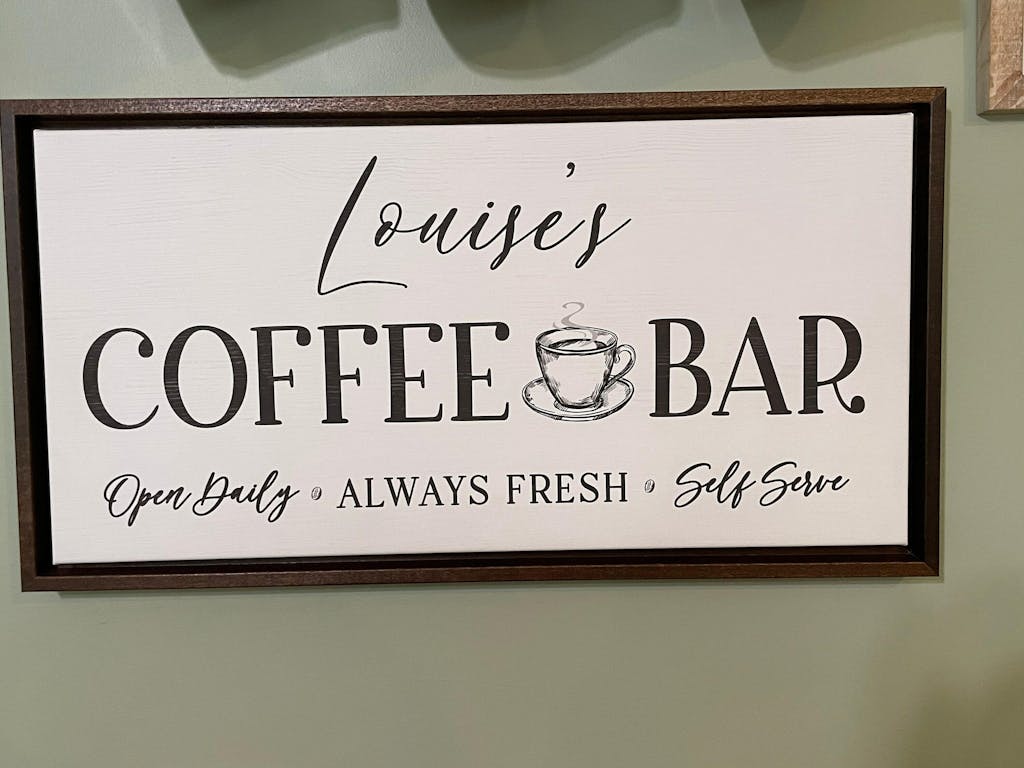 Louise's
COFFEE BAR
Open Daily • ALWAYS FRESH • Self Serve